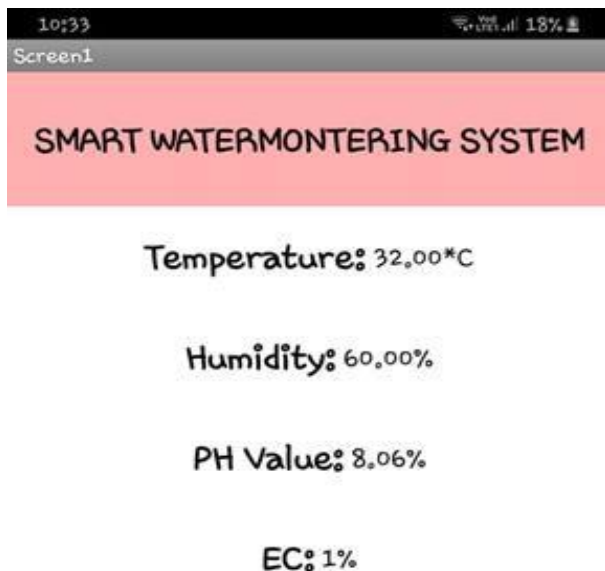 10:33 18%
Screen1
SMART WATERMONTERING SYSTEM
Temperature: 32.00*C
Humidity: 60.00%
PH Value: 8.06%
EC: 1%